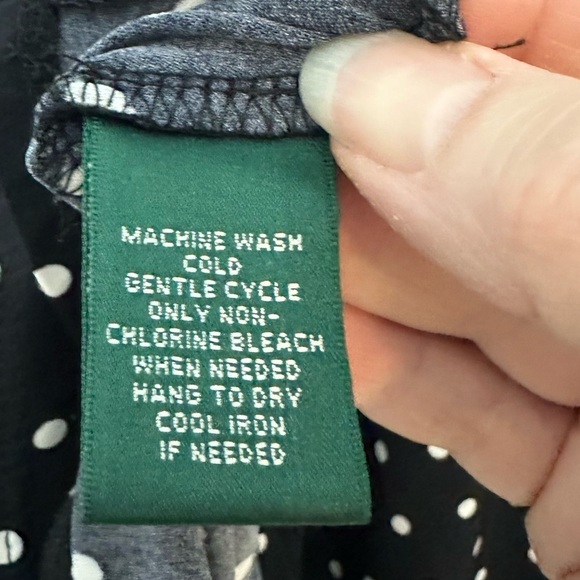 MACHINE WASH
COLD
GENTLE CYCLE
ONLY NON-
CHLORINE BLEACH
WHEN NEEDED
HANG TO DRY
COOL IRON
IF NEEDED